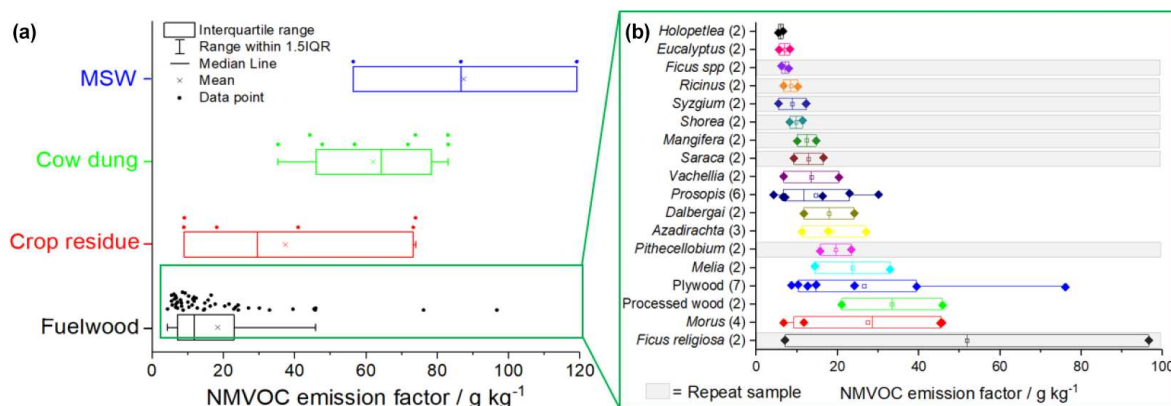 (a)
Interquartile range
Range within 1.5IQR
Median Line
Mean
Data point
MSW
Cow dung
Crop residue
Fuelwood
0 20 40 60 80 100 120
NMVOC emission factor / g kg⁻¹
(b)
Holopetlea (2)
Eucalyptus (2)
Ficus spp (2)
Ricinus (2)
Syzgium (2)
Shorea (2)
Mangifera (2)
Saraca (2)
Vachellia (2)
Prosopis (6)
Dalbergai (2)
Azadirachta (3)
Pithecellobium (2)
Melia (2)
Plywood (7)
Processed wood (2)
Morus (4)
Ficus religiosa (2)
0 20 40 60 80 100
= Repeat sample
NMVOC emission factor / g kg⁻¹